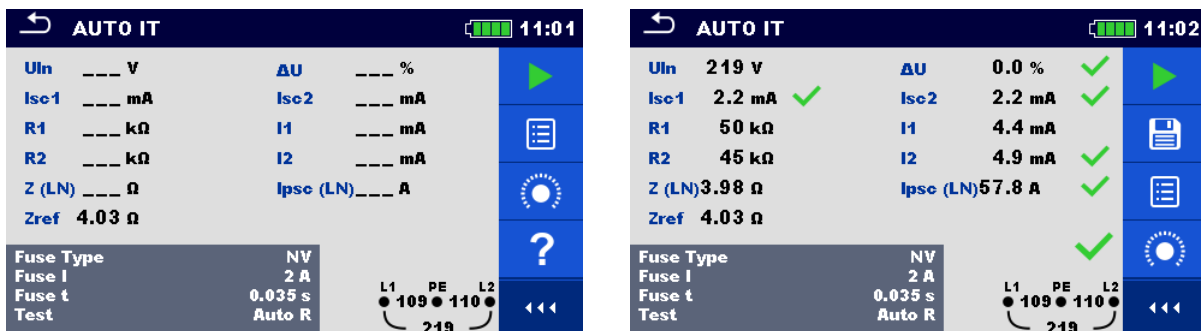 AUTO IT 11:01
Uln ___ V ΔU ___ %
Isc1 ___ mA Isc2 ___ mA
R1 ___ kΩ I1 ___ mA
R2 ___ kΩ I2 ___ mA
Z (LN) ___ Ω Ipsc (LN)___ A
Zref 4.03 Ω
Fuse Type NV
Fuse I 2 A
Fuse t 0.035 s
Test Auto R
L1 PE L2
109 110
219
?
AUTO IT 11:02
Uln 219 V ΔU 0.0 %
Isc1 2.2 mA Isc2 2.2 mA
R1 50 kΩ I1 4.4 mA
R2 45 kΩ I2 4.9 mA
Z (LN)3.98 Ω Ipsc (LN)57.8 A
Zref 4.03 Ω
Fuse Type NV
Fuse I 2 A
Fuse t 0.035 s
Test Auto R
L1 PE L2
109 110
219